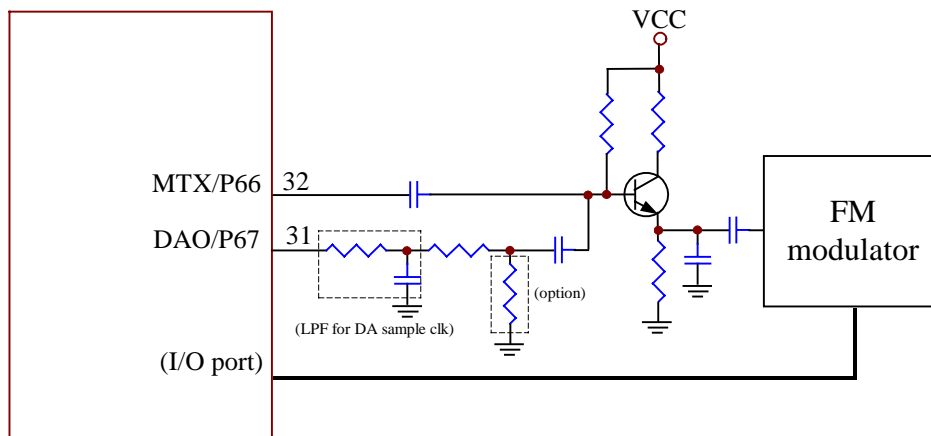 VCC
MTX/P66
32
DAO/P67
31
FM
modulator
(option)
(LPF for DA sample clk)
(I/O port)